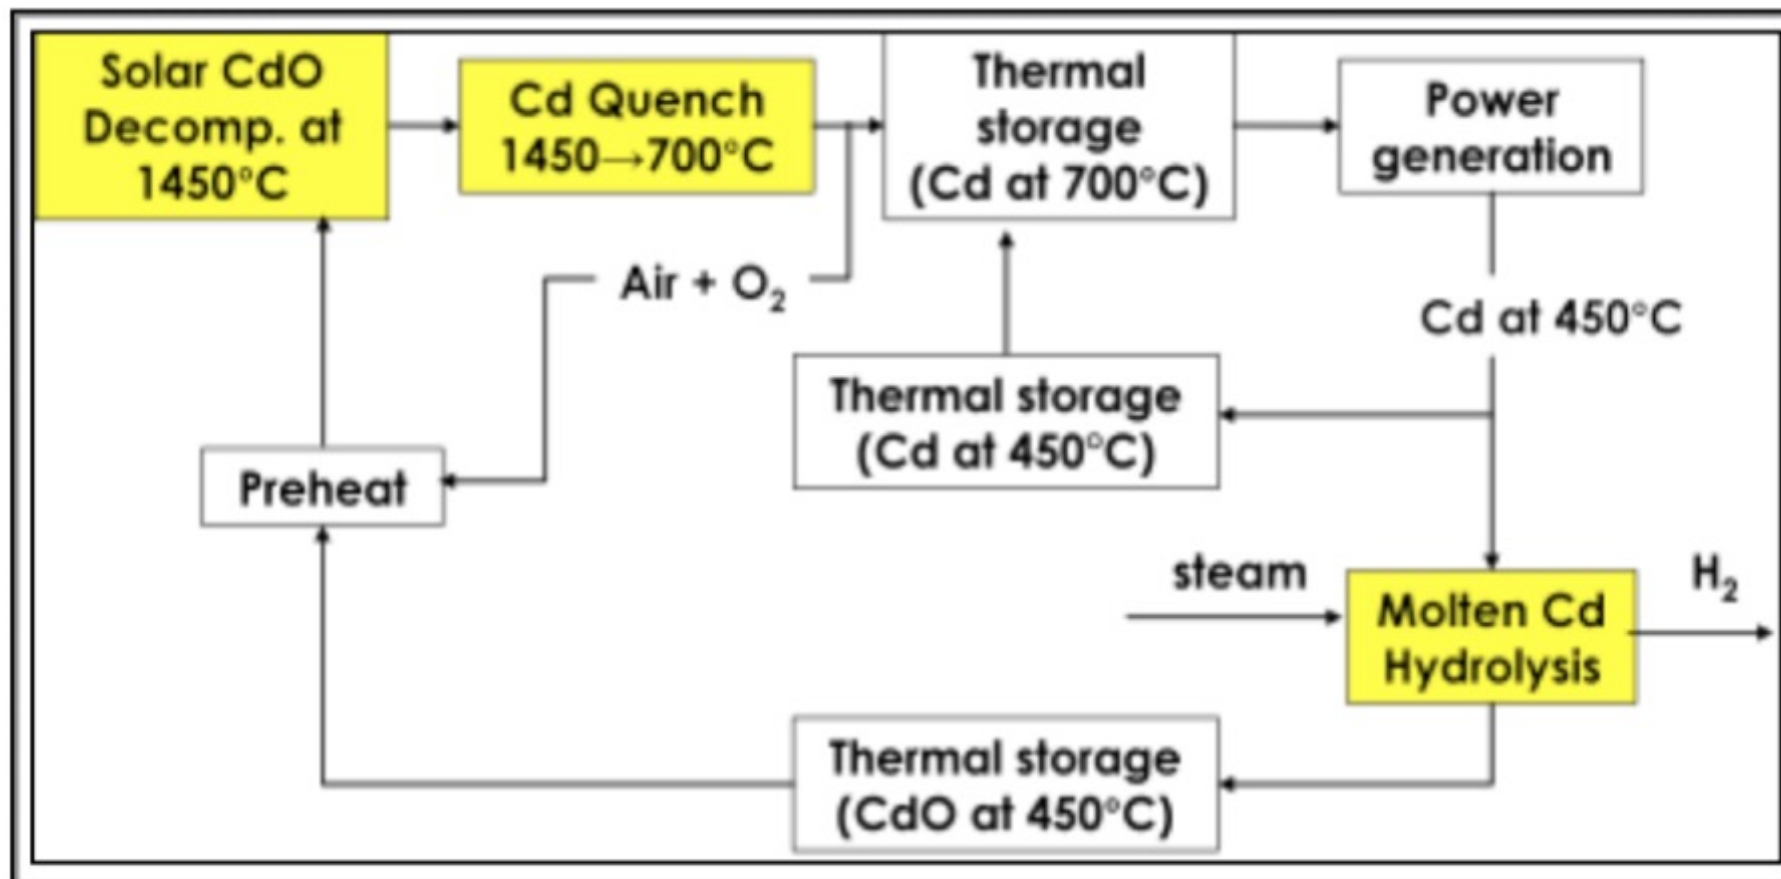 Solar CdO
Decomp. at
1450°C
Cd Quench
1450→700°C
Thermal
storage
(Cd at 700°C)
Power
generation
Air + O₂
Cd at 450°C
Thermal storage
(Cd at 450°C)
Preheat
steam
H₂
Molten Cd
Hydrolysis
Thermal storage
(CdO at 450°C)